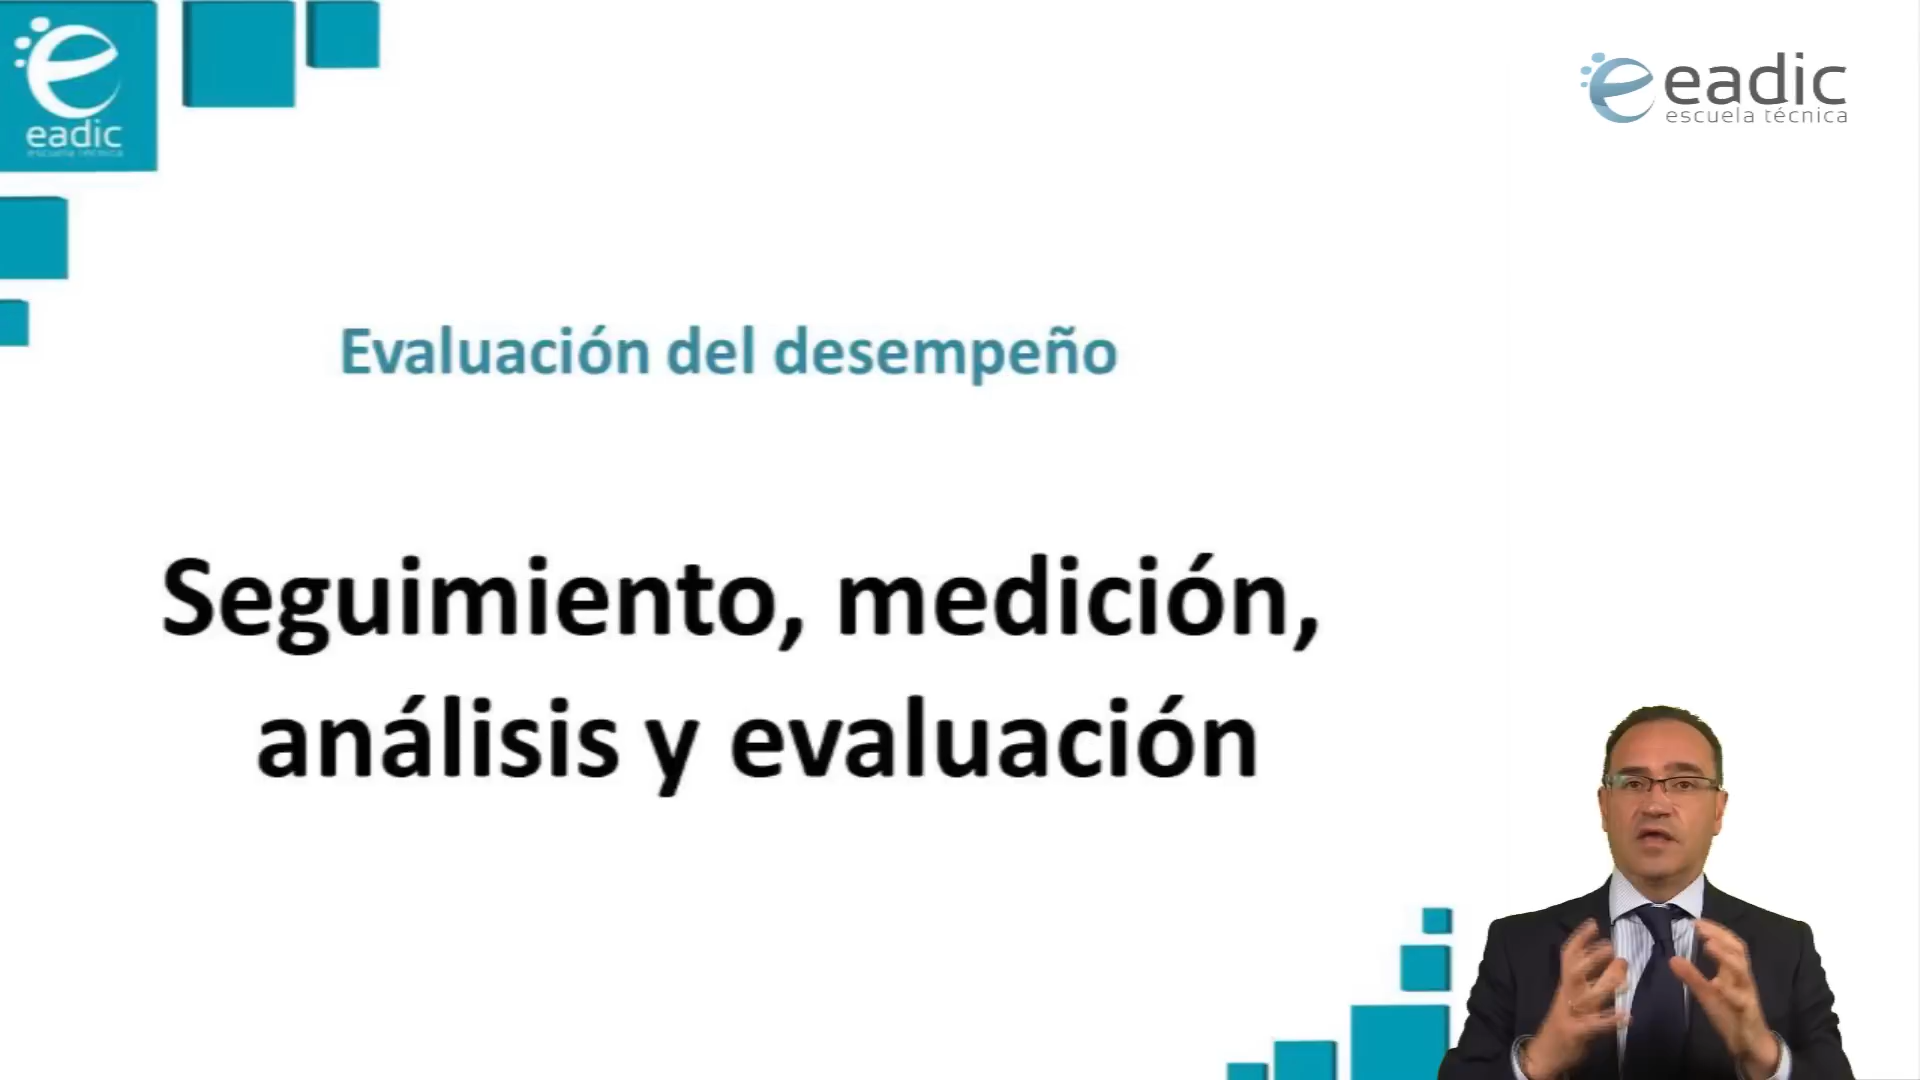 eadic
escuela técnica
eadic
escuela técnica
Evaluación del desempeño
Seguimiento, medición,
análisis y evaluación